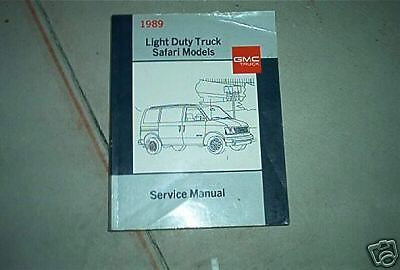 1989
Light Duty Truck
Safari Models
GMC
TRUCK
Service Manual